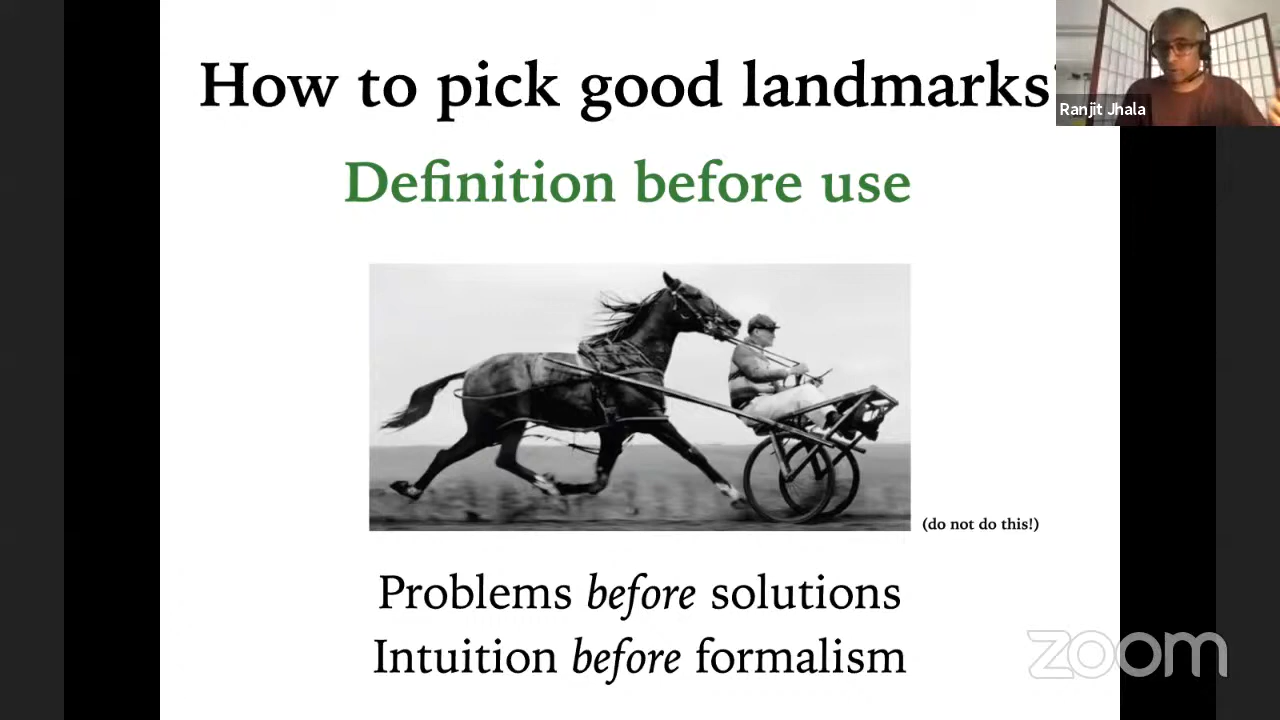 How to pick good landmarks
Ranjit Jhala
Definition before use
(do not do this!)
Problems before solutions
Intuition before formalism
zoom